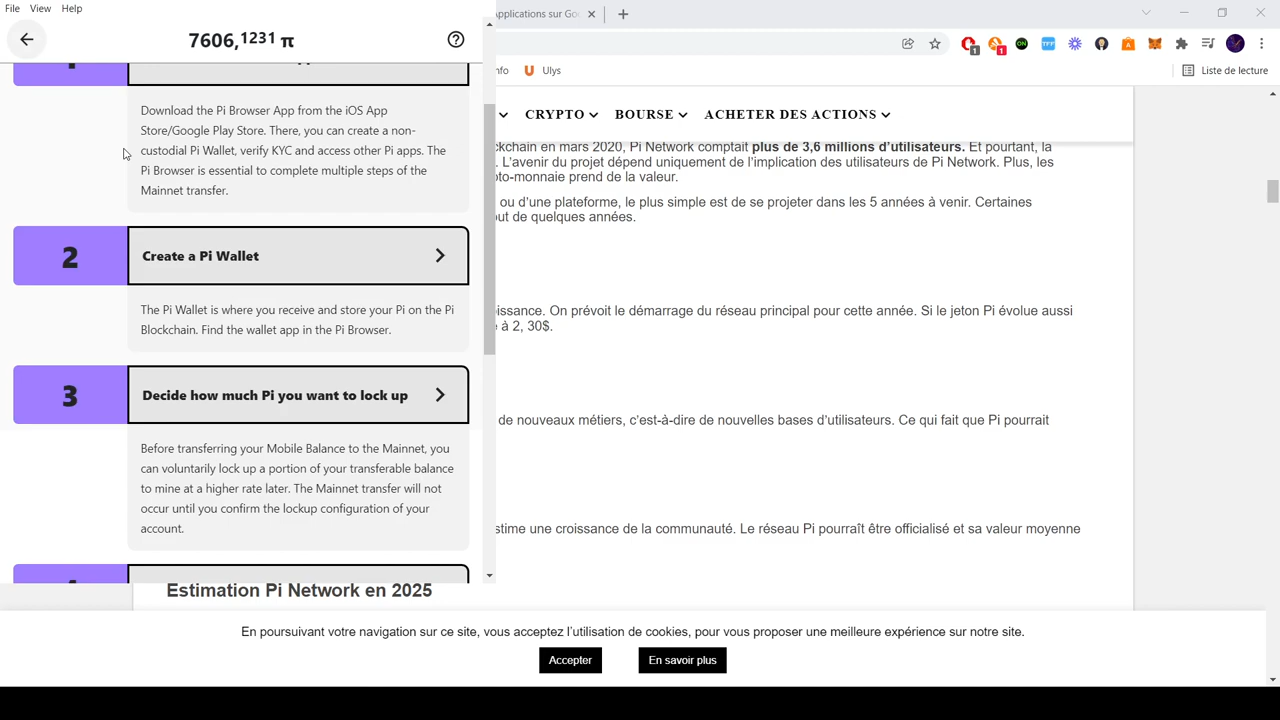 File View Help
7606,1231 π
Download the Pi Browser App from the iOS App
Store/Google Play Store. There, you can create a non-
custodial Pi Wallet, verify KYC and access other Pi apps. The
Pi Browser is essential to complete multiple steps of the
Mainnet transfer.
2
Create a Pi Wallet
The Pi Wallet is where you receive and store your Pi on the Pi
Blockchain. Find the wallet app in the Pi Browser.
3
Decide how much Pi you want to lock up
Before transferring your Mobile Balance to the Mainnet, you
can voluntarily lock up a portion of your transferable balance
to mine at a higher rate later. The Mainnet transfer will not
occur until you confirm the lockup configuration of your
account.
Applications sur Goo
1
1
ON
TFT
Ulys
Liste de lecture
CRYPTO
BOURSE
ACHETER DES ACTIONS
ckchain en mars 2020, Pi Network comptait plus de 3,6 millions d’utilisateurs. Et pourtant, la
. L’avenir du projet dépend uniquement de l’implication des utilisateurs de Pi Network. Plus, les
pto-monnaie prend de la valeur.
ou d’une plateforme, le plus simple est de se projeter dans les 5 années à venir. Certaines
out de quelques années.
issance. On prévoit le démarrage du réseau principal pour cette année. Si le jeton Pi évolue aussi
à 2, 30$.
de nouveaux métiers, c’est-à-dire de nouvelles bases d’utilisateurs. Ce qui fait que Pi pourrait
stime une croissance de la communauté. Le réseau Pi pourraît être officialisé et sa valeur moyenne
Estimation Pi Network en 2025
En poursuivant votre navigation sur ce site, vous acceptez l’utilisation de cookies, pour vous proposer une meilleure expérience sur notre site.
Accepter
En savoir plus